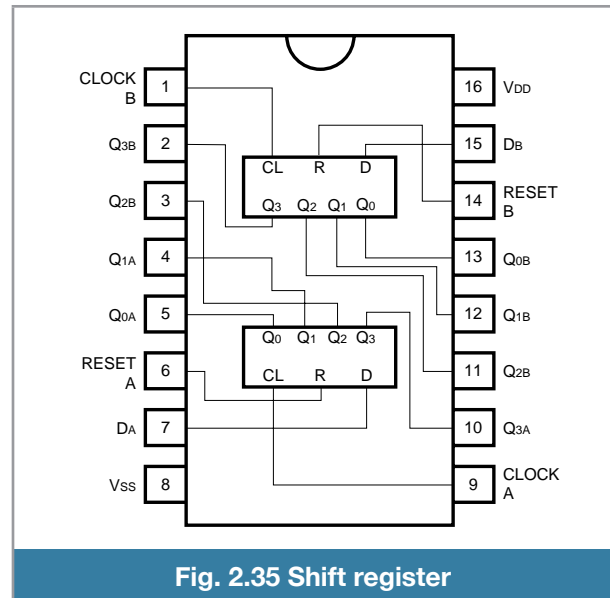 CLOCK
B
1
16
VDD
Q3B
2
15
DB
CL R D
Q2B
3
14
RESET
B
Q3 Q2 Q1 Q0
Q1A
4
13
Q0B
Q0A
5
12
Q1B
Q0 Q1 Q2 Q3
RESET
A
6
11
Q2B
CL R D
DA
7
10
Q3A
VSS
8
9
CLOCK
A
Fig. 2.35 Shift register